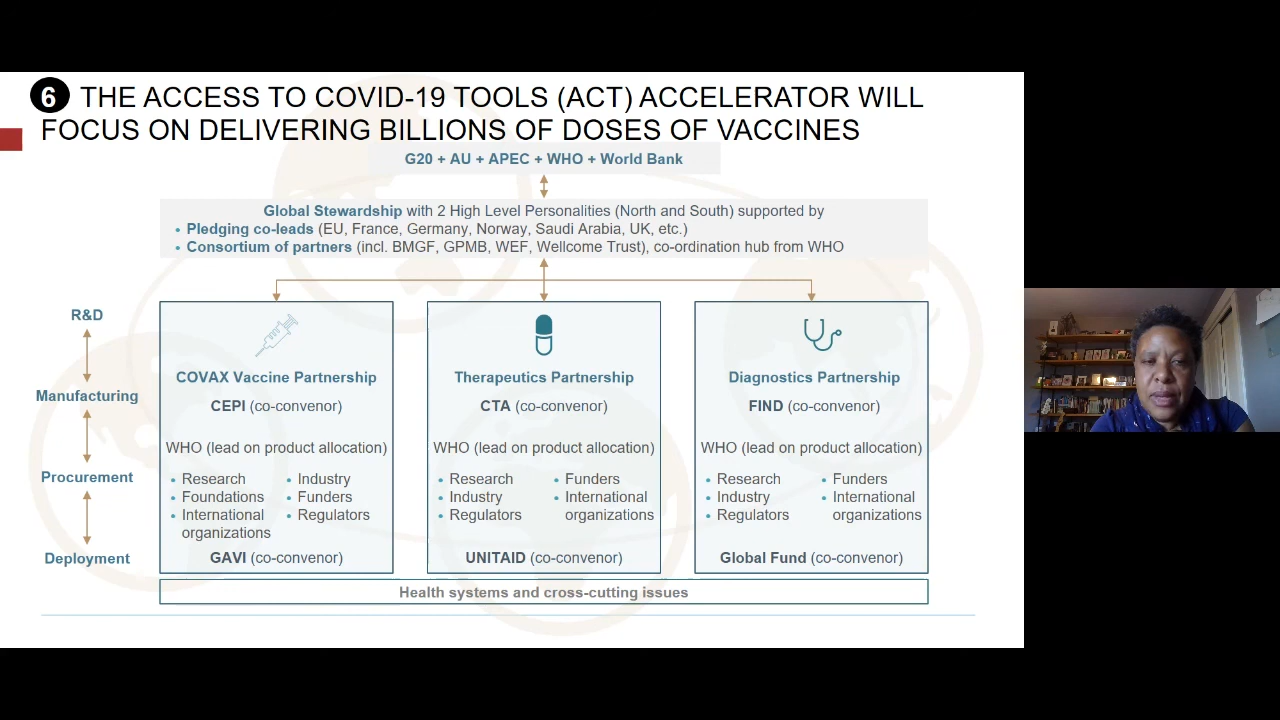 6 THE ACCESS TO COVID-19 TOOLS (ACT) ACCELERATOR WILL
FOCUS ON DELIVERING BILLIONS OF DOSES OF VACCINES
G20 + AU + APEC + WHO + World Bank
Global Stewardship with 2 High Level Personalities (North and South) supported by
• Pledging co-leads (EU, France, Germany, Norway, Saudi Arabia, UK, etc.)
• Consortium of partners (incl. BMGF, GPMB, WEF, Wellcome Trust), co-ordination hub from WHO
R&D
Manufacturing
Procurement
Deployment
COVAX Vaccine Partnership
CEPI (co-convenor)
WHO (lead on product allocation)
• Research
• Foundations
• International
organizations
• Industry
• Funders
• Regulators
GAVI (co-convenor)
Therapeutics Partnership
CTA (co-convenor)
WHO (lead on product allocation)
• Research
• Industry
• Regulators
• Funders
• International
organizations
UNITAID (co-convenor)
Diagnostics Partnership
FIND (co-convenor)
WHO (lead on product allocation)
• Research
• Industry
• Regulators
• Funders
• International
organizations
Global Fund (co-convenor)
Health systems and cross-cutting issues